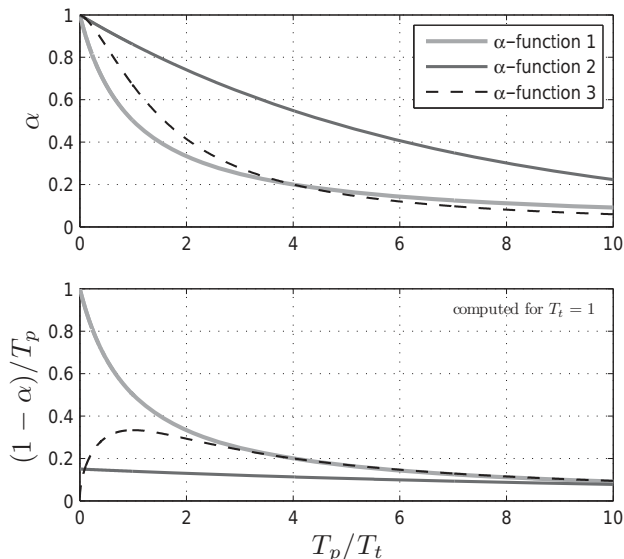 1
0.8
0.6
0.4
0.2
0
α
α−function 1
α−function 2
α−function 3
0 2 4 6 8 10
1
0.8
0.6
0.4
0.2
0
(1 − α)/T_p
computed for T_t = 1
0 2 4 6 8 10
T_p/T_t